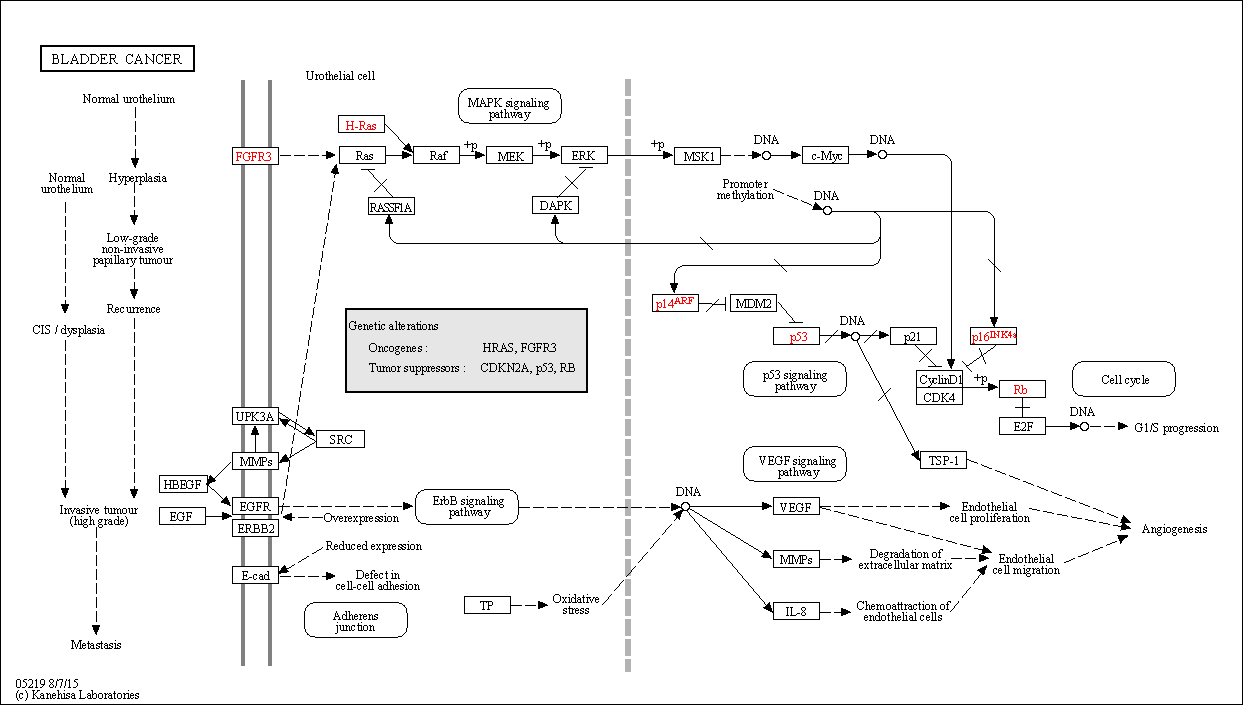 BLADDER CANCER
Urothelial cell
Normal urothelium
MAPK signaling
pathway
H-Ras
FGFR3
Ras
Raf
+p
MEK
+p
ERK
+p
MSK1
DNA
c-Myc
DNA
Normal
urothelium
Hyperplasia
Promoter
methylation
DNA
RASSF1A
DAPK
Low-grade
non-invasive
papillary tumour
Recurrence
CIS / dysplasia
p14ARF
MDM2
p53
DNA
p21
p16INK4a
Genetic alterations
Oncogenes :
HRAS, FGFR3
Tumor suppressors :
CDKN2A, p53, RB
p53 signaling
pathway
CyclinD1
CDK4
+p
Rb
Cell cycle
E2F
DNA
G1/S progression
UPK3A
SRC
MMPs
HBEGF
EGFR
EGF
ERBB2
Overexpression
ErbB signaling
pathway
VEGF signaling
pathway
TSP-1
DNA
VEGF
Endothelial
cell proliferation
Angiogenesis
Invasive tumour
(high grade)
Reduced expression
E-cad
Defect in
cell-cell adhesion
MMPs
Degradation of
extracellular matrix
Endothelial
cell migration
Adherens
junction
TP
Oxidative
stress
IL-8
Chemoattraction of
endothelial cells
Metastasis
05219 8/7/15
(c) Kanehisa Laboratories